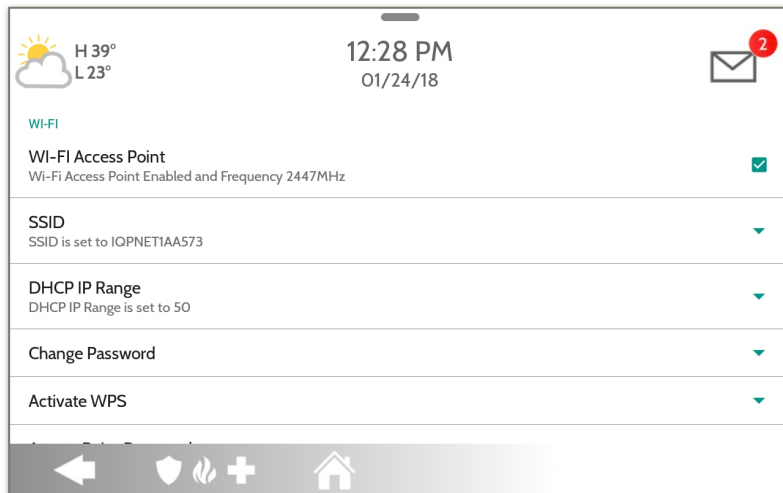 H 39°
L 23°
12:28 PM
01/24/18
2
WI-FI
WI-FI Access Point
Wi-Fi Access Point Enabled and Frequency 2447MHz
SSID
SSID is set to IQPNET1AA573
DHCP IP Range
DHCP IP Range is set to 50
Change Password
Activate WPS